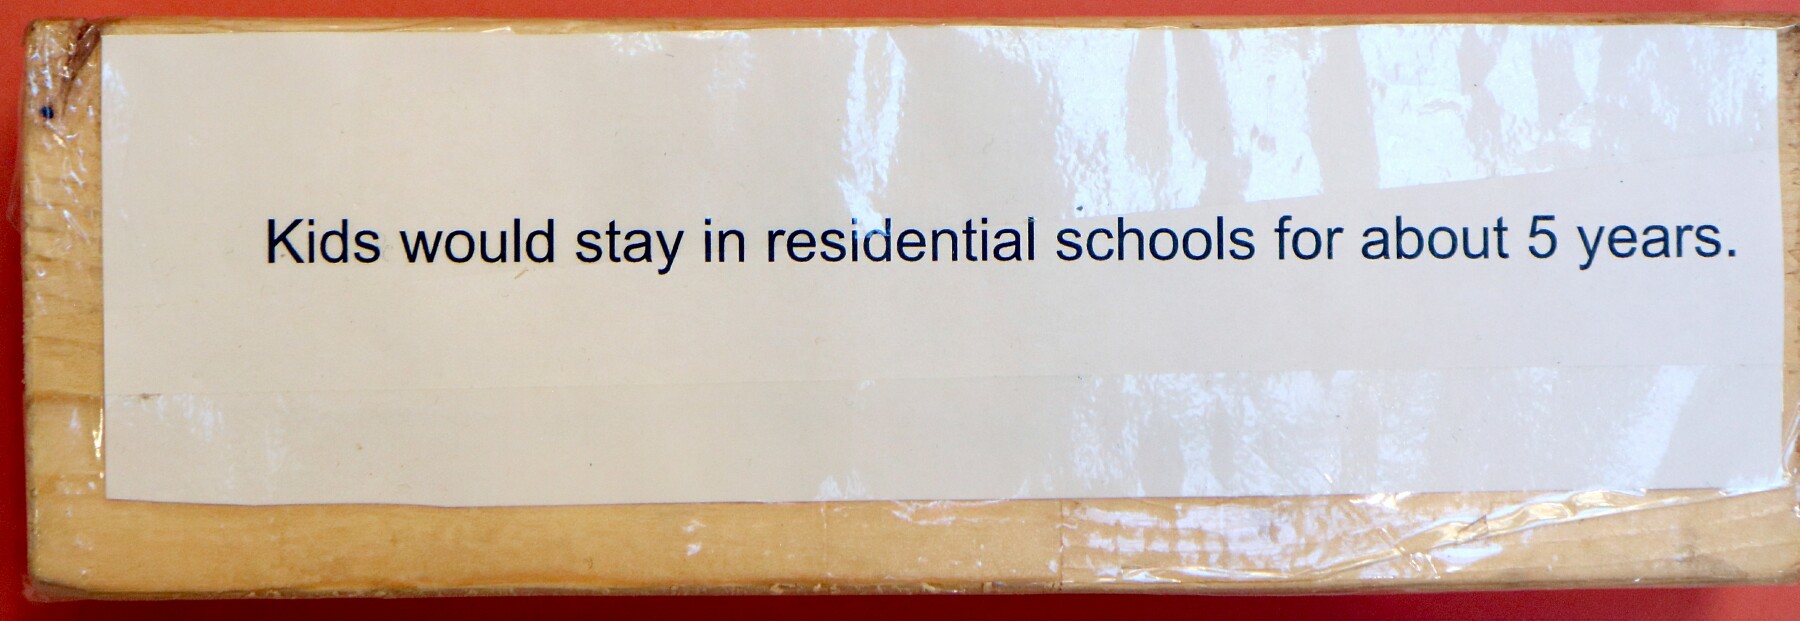 Kids would stay in residential schools for about 5 years.